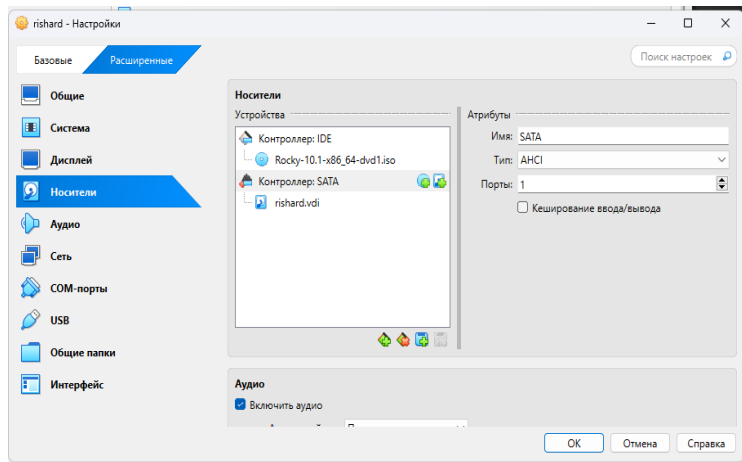 rishard - Настройки
Базовые
Расширенные
Поиск настроек
Общие
Система
Дисплей
Носители
Аудио
Сеть
COM-порты
USB
Общие папки
Интерфейс
Носители
Устройства
Контроллер: IDE
Rocky-10.1-x86_64-dvd1.iso
Контроллер: SATA
rishard.vdi
Атрибуты
Имя: SATA
Тип: AHCI
Порты: 1
Кеширование ввода/вывода
Аудио
Включить аудио
OK
Отмена
Справка